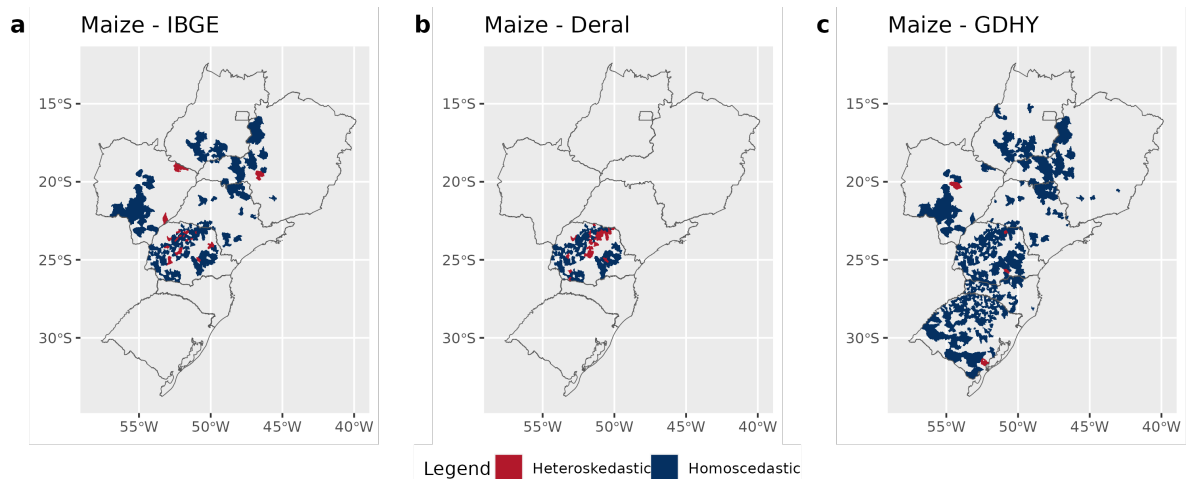 a Maize - IBGE
b Maize - Deral
c Maize - GDHY
15°S
20°S
25°S
30°S
55°W 50°W 45°W 40°W
15°S
20°S
25°S
30°S
55°W 50°W 45°W 40°W
15°S
20°S
25°S
30°S
55°W 50°W 45°W 40°W
Legend Heteroskedastic Homoscedastic